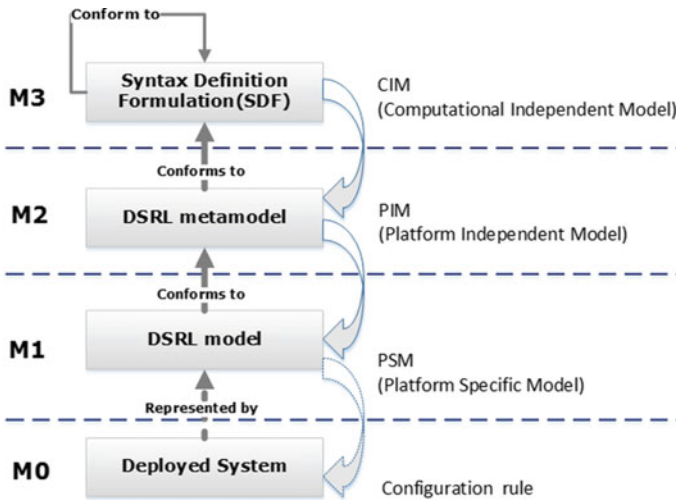 Conform to
M3
Syntax Definition
Formulation(SDF)
CIM
(Computational Independent Model)
Conforms to
M2
DSRL metamodel
PIM
(Platform Independent Model)
Conforms to
M1
DSRL model
PSM
(Platform Specific Model)
Represented by
M0
Deployed System
Configuration rule